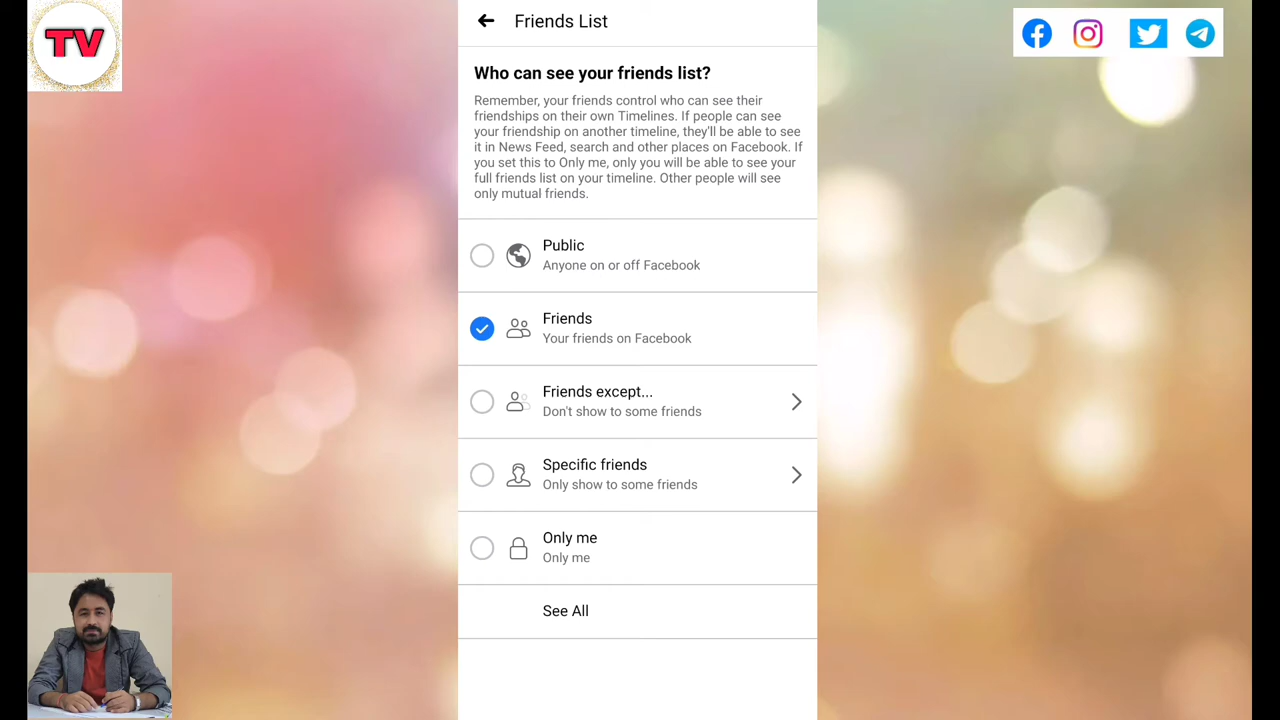 TV
Friends List
Who can see your friends list?
Remember, your friends control who can see their
friendships on their own Timelines. If people can see
your friendship on another timeline, they'll be able to see
it in News Feed, search and other places on Facebook. If
you set this to Only me, only you will be able to see your
full friends list on your timeline. Other people will see
only mutual friends.
Public
Anyone on or off Facebook
Friends
Your friends on Facebook
Friends except...
Don't show to some friends
Specific friends
Only show to some friends
Only me
Only me
See All